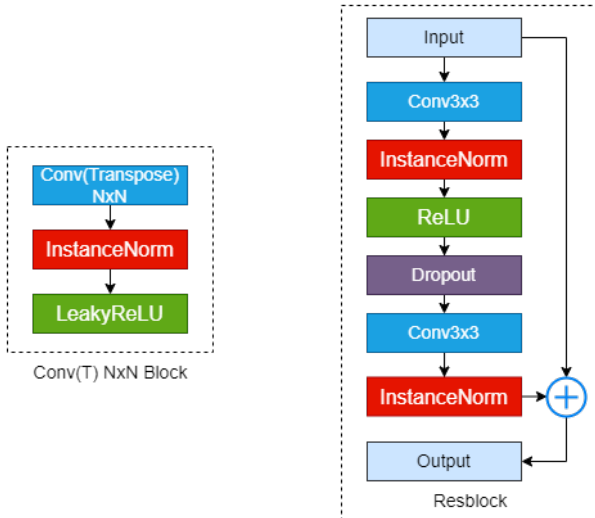 Conv(Transpose)
NxN
InstanceNorm
LeakyReLU
Conv(T) NxN Block
Input
Conv3x3
InstanceNorm
ReLU
Dropout
Conv3x3
InstanceNorm
Output
Resblock